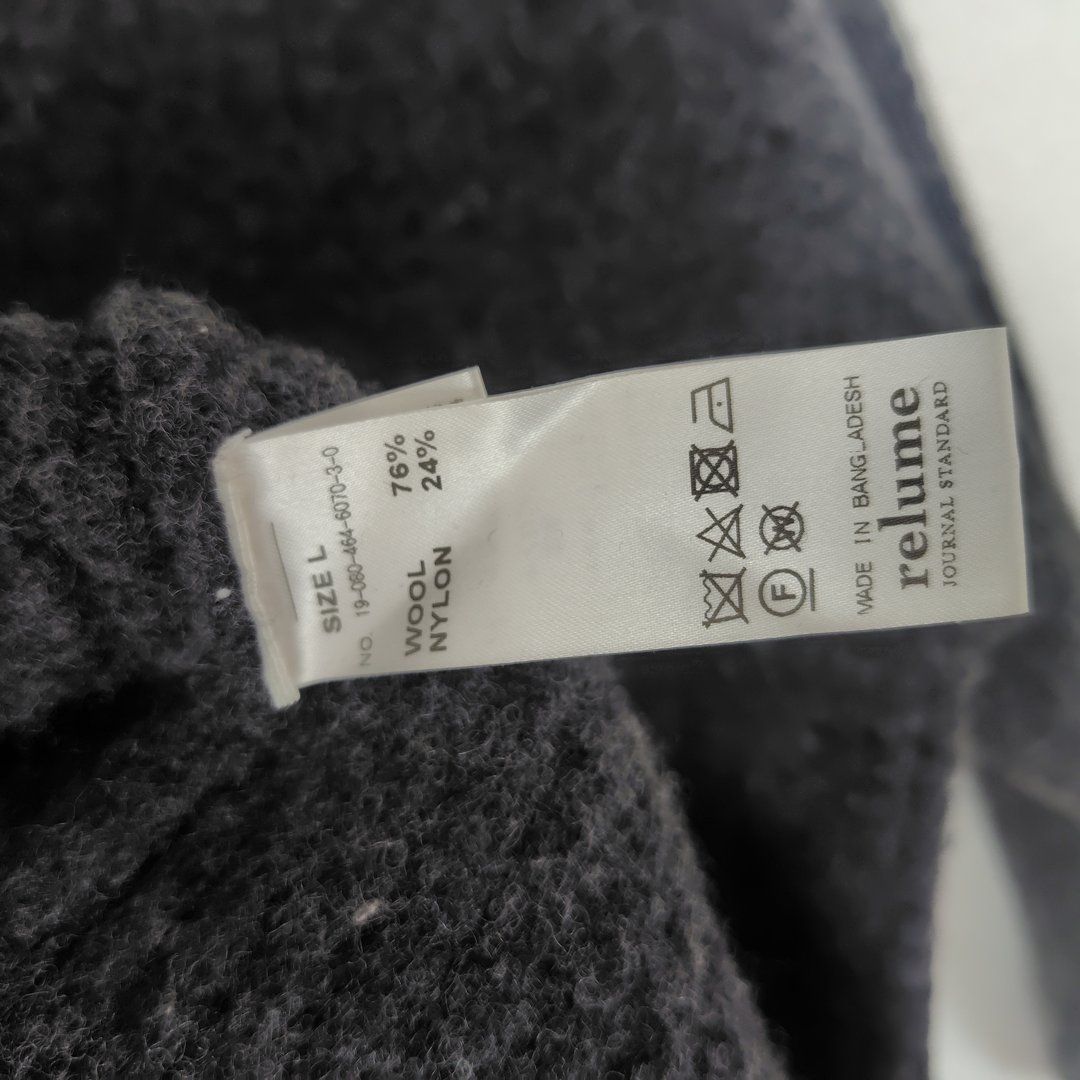 SIZE L
NO. 19-080-464-6070-3-0
WOOL 76%
NYLON 24%
F W
MADE IN BANGLADESH
relume
JOURNAL STANDARD